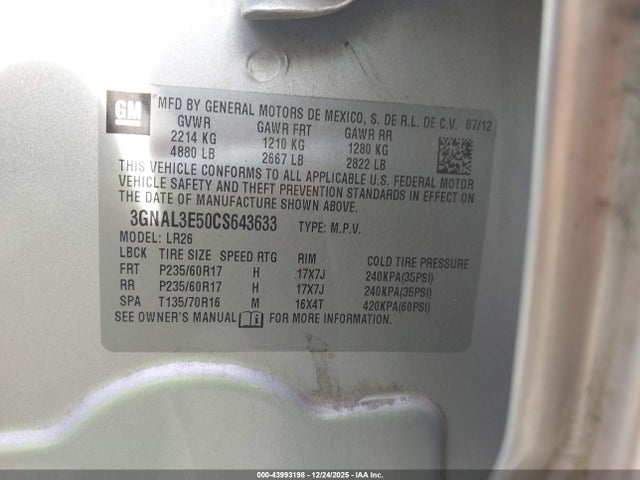 GM
*MFD BY GENERAL MOTORS DE MEXICO, S. DE R.L. DE C.V. 07/12
GVWR GAWR FRT GAWR RR
2214 KG 1210 KG 1280 KG
4880 LB 2667 LB 2822 LB
THIS VEHICLE CONFORMS TO ALL APPLICABLE U.S. FEDERAL MOTOR
VEHICLE SAFETY AND THEFT PREVENTION STANDARDS IN EFFECT ON
THE DATE OF MANUFACTURE SHOWN ABOVE.
3GNAL3E50CS643633 TYPE: M.P.V.
MODEL: LR26
LBCK TIRE SIZE SPEED RTG RIM COLD TIRE PRESSURE
FRT P235/60R17 H 17X7J 240KPA(35PSI)
RR P235/60R17 H 17X7J 240KPA(35PSI)
SPA T135/70R16 M 16X4T 420KPA(60PSI)
SEE OWNER'S MANUAL FOR MORE INFORMATION.
000-43993198 - 12/24/2025 - IAA Inc.